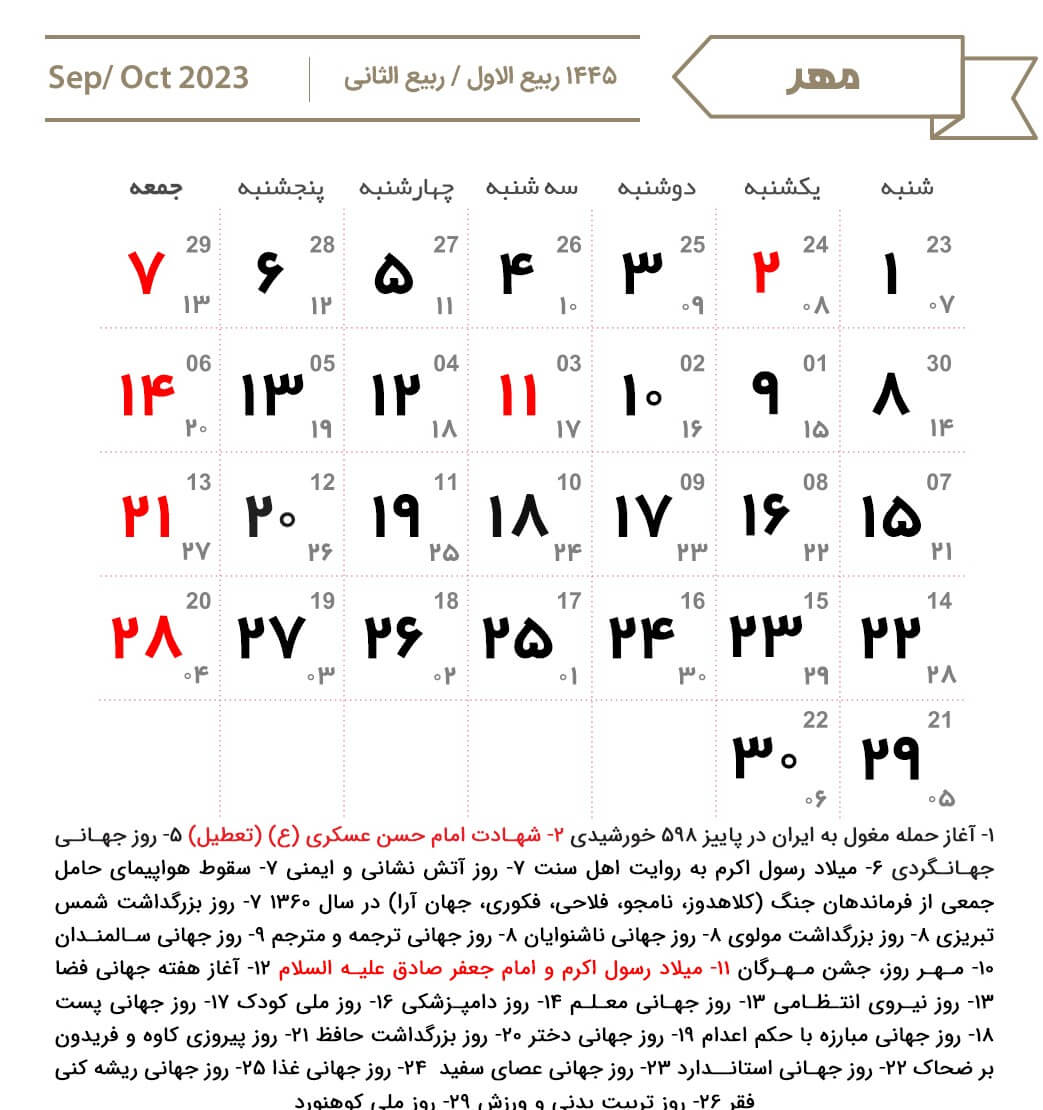 مهر
۱۴۴۵ ربیع الاول / ربیع الثانی
Sep/ Oct 2023
شنبه یکشنبه دوشنبه سه شنبه چهارشنبه پنجشنبه جمعه
23 24 25 26 27 28 29
۱ ۲ ۳ ۴ ۵ ۶ ۷
۰۷ ۰۸ ۰۹ ۱۰ ۱۱ ۱۲ ۱۳
30 01 02 03 04 05 06
۸ ۹ ۱۰ ۱۱ ۱۲ ۱۳ ۱۴
۱۴ ۱۵ ۱۶ ۱۷ ۱۸ ۱۹ ۲۰
07 08 09 10 11 12 13
۱۵ ۱۶ ۱۷ ۱۸ ۱۹ ۲۰ ۲۱
۲۱ ۲۲ ۲۳ ۲۴ ۲۵ ۲۶ ۲۷
14 15 16 17 18 19 20
۲۲ ۲۳ ۲۴ ۲۵ ۲۶ ۲۷ ۲۸
۲۸ ۲۹ ۳۰ ۰۱ ۰۲ ۰۳ ۰۴
21 22
۲۹ ۳۰
۰۵ ۰۶
۱- آغاز حمله مغول به ایران در پاییز ۵۹۸ خورشیدی ۲- شهادت امام حسن عسکری (ع) (تعطیل) ۵- روز جهانی
جهانگردی ۶- میلاد رسول اکرم به روایت اهل سنت ۷- روز آتش نشانی و ایمنی ۷- سقوط هواپیمای حامل
جمعی از فرماندهان جنگ (کلاهدوز، نامجو، فلاحی، فکوری، جهان آرا) در سال ۱۳۶۰ ۷- روز بزرگداشت شمس
تبریزی ۸- روز بزرگداشت مولوی ۸- روز جهانی ناشنوایان ۸- روز جهانی ترجمه و مترجم ۹- روز جهانی سالمندان
۱۰- مهر روز، جشن مهرگان ۱۱- میلاد رسول اکرم و امام جعفر صادق علیه السلام ۱۲- آغاز هفته جهانی فضا
۱۳- روز نیروی انتظامی ۱۳- روز جهانی معلم ۱۴- روز دامپزشکی ۱۶- روز ملی کودک ۱۷- روز جهانی پست
۱۸- روز جهانی مبارزه با حکم اعدام ۱۹- روز جهانی دختر ۲۰- روز بزرگداشت حافظ ۲۱- روز پیروزی کاوه و فریدون
بر ضحاک ۲۲- روز جهانی استاندارد ۲۳- روز جهانی عصای سفید ۲۴- روز جهانی غذا ۲۵- روز جهانی ریشه کنی
فقر ۲۶- روز تربیت بدنی و ورزش ۲۹- روز ملی کوهنورد